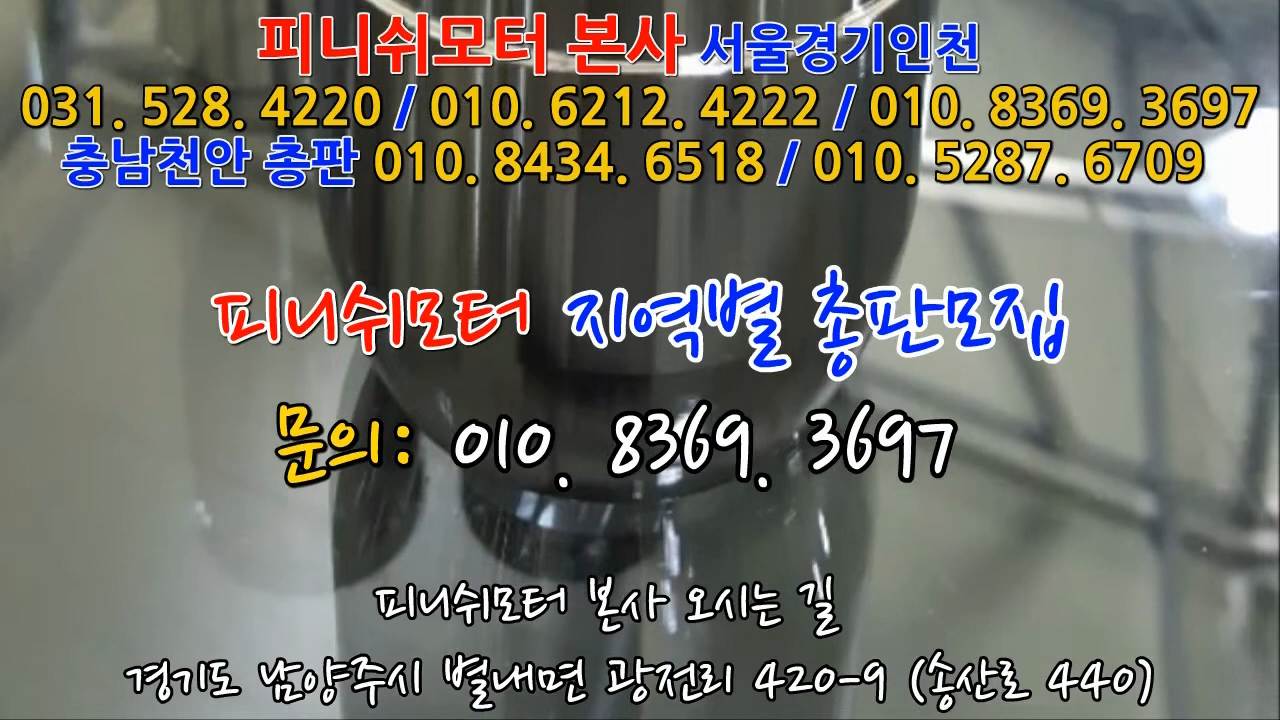 피니쉬모터 본사 서울경기인천
031. 528. 4220 / 010. 6212. 4222 / 010. 8369. 3697
충남천안 총판 010. 8434. 6518 / 010. 5287. 6709
피니쉬모터 지역별 총판모집
문의: 010. 8369. 3697
피니쉬모터 본사 오시는 길
경기도 남양주시 별내면 광전리 420-9 (송산로 440)